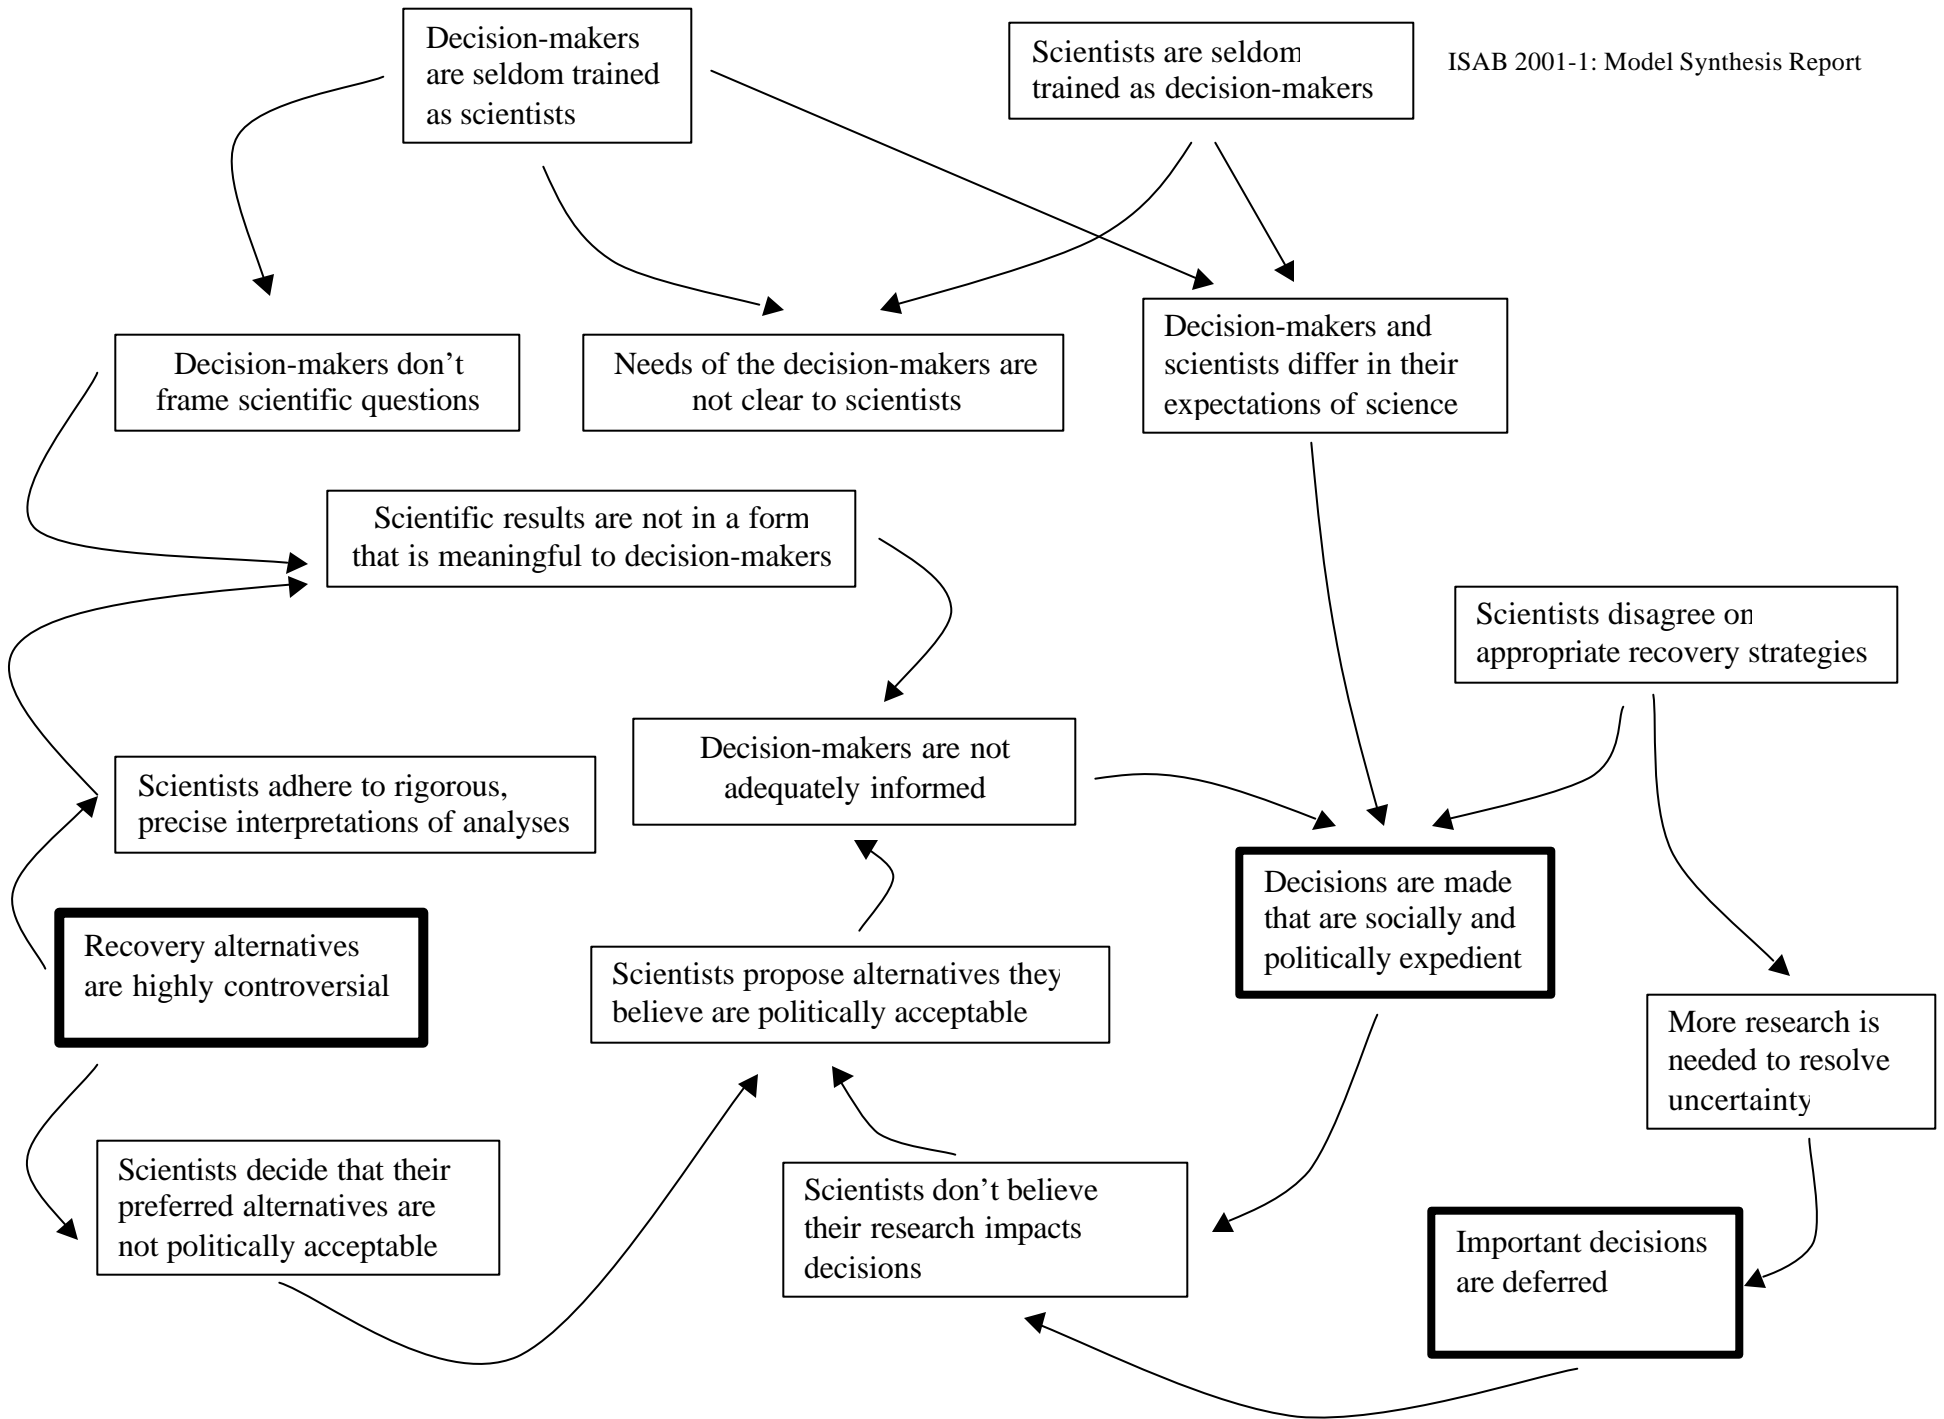 Decision-makers
are seldom trained
as scientists
Scientists are seldom
trained as decision-makers
ISAB 2001-1: Model Synthesis Report
Decision-makers don’t
frame scientific questions
Needs of the decision-makers are
not clear to scientists
Decision-makers and
scientists differ in their
expectations of science
Scientific results are not in a form
that is meaningful to decision-makers
Scientists disagree on
appropriate recovery strategies
Decision-makers are not
adequately informed
Scientists adhere to rigorous,
precise interpretations of analyses
Decisions are made
that are socially and
politically expedient
Recovery alternatives
are highly controversial
Scientists propose alternatives they
believe are politically acceptable
More research is
needed to resolve
uncertainty
Scientists decide that their
preferred alternatives are
not politically acceptable
Scientists don’t believe
their research impacts
decisions
Important decisions
are deferred